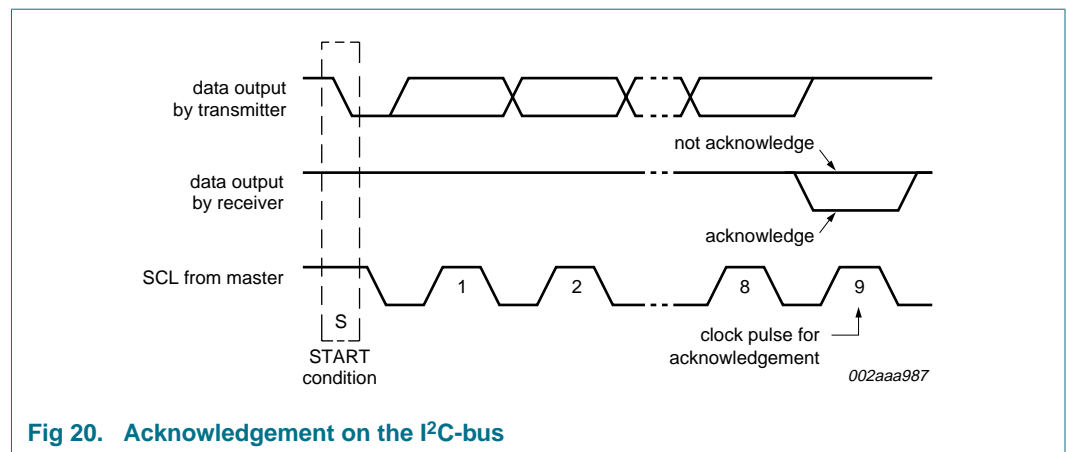 data output
by transmitter
not acknowledge
data output
by receiver
acknowledge
SCL from master
1
2
8
9
S
START
condition
clock pulse for
acknowledgement
002aaa987
Fig 20. Acknowledgement on the I²C-bus